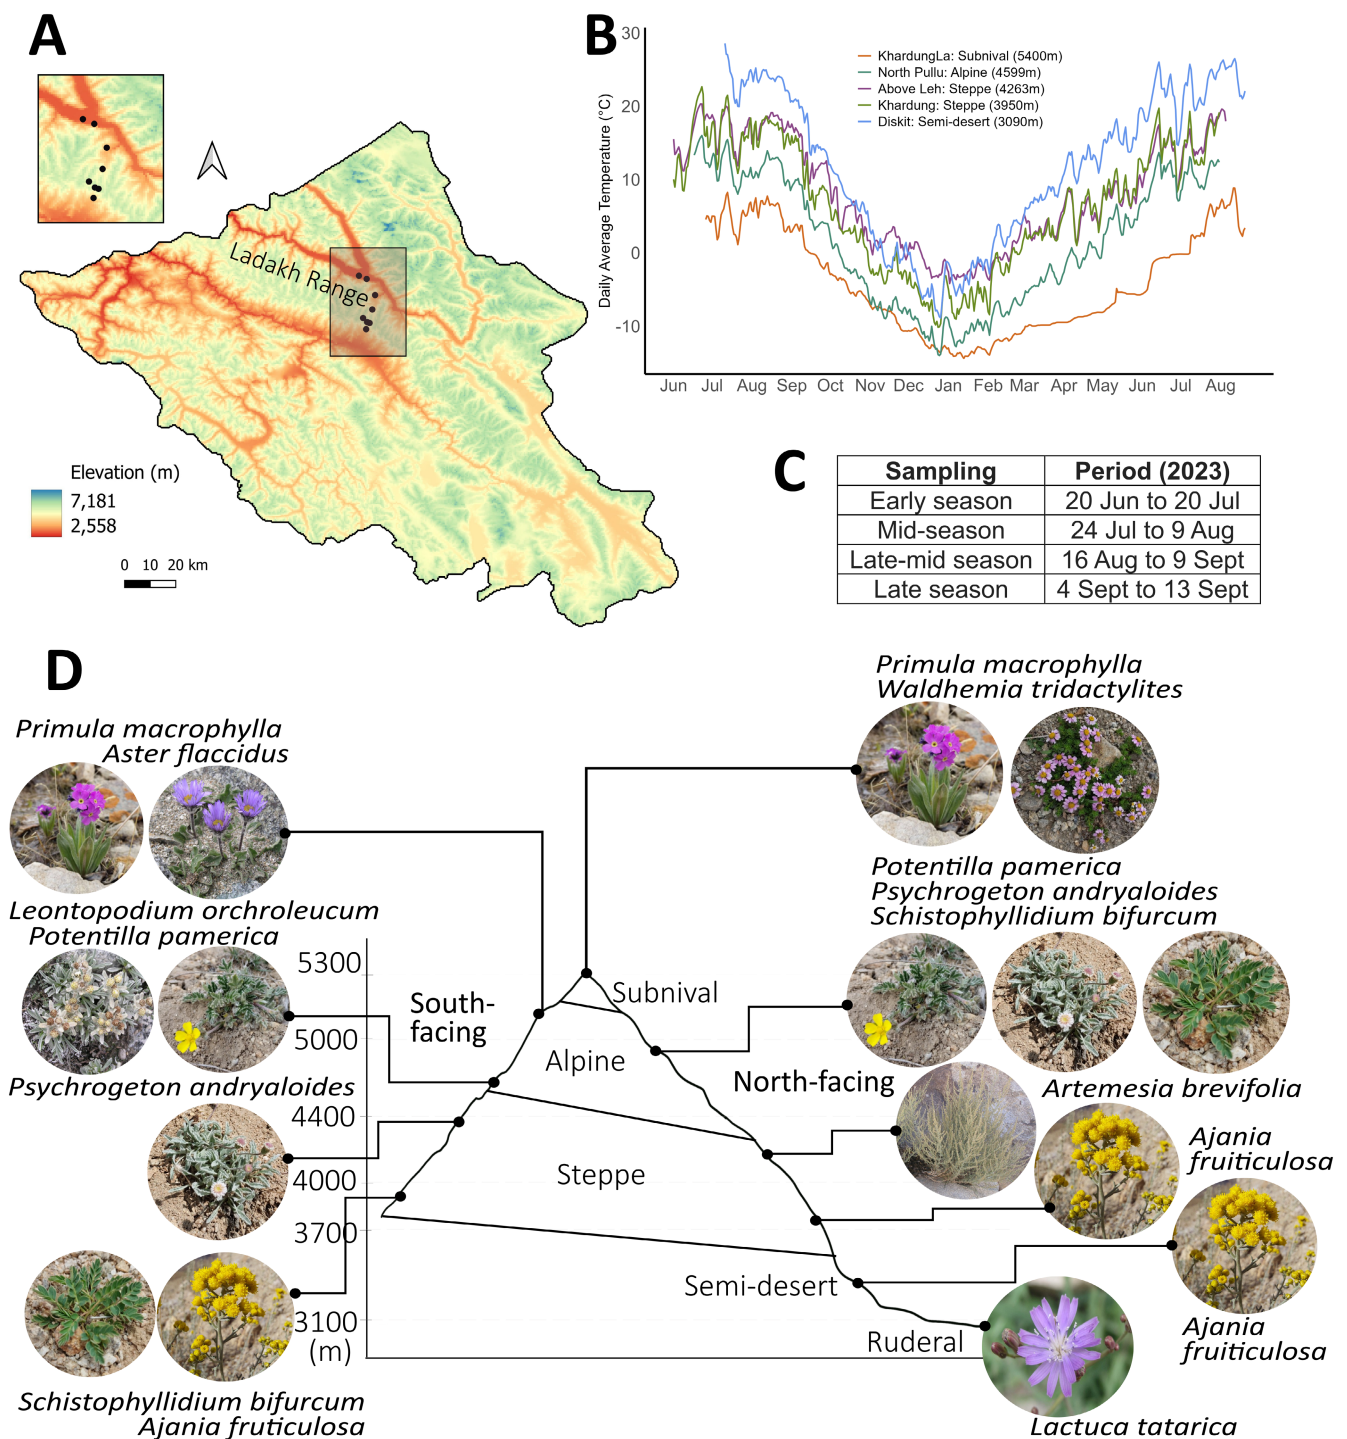 A
Ladakh Range
Elevation (m)
7,181
2,558
0 10 20 km
B
30
20
10
0
-10
Daily Average Temperature (°C)
KhardungLa: Subnival (5400m)
North Pullu: Alpine (4599m)
Above Leh: Steppe (4263m)
Khardung: Steppe (3950m)
Diskit: Semi-desert (3090m)
Jun Jul Aug Sep Oct Nov Dec Jan Feb Mar Apr May Jun Jul Aug
C
Sampling Period (2023)
Early season 20 Jun to 20 Jul
Mid-season 24 Jul to 9 Aug
Late-mid season 16 Aug to 9 Sept
Late season 4 Sept to 13 Sept
D
Primula macrophylla
Aster flaccidus
Leontopodium orchroleucum
Potentilla pamerica
Psychrogeton andryaloides
Schistophyllidium bifurcum
Ajania fruticulosa
5300
5000
4400
4000
3700
3100
(m)
South-
facing
Subnival
Alpine
North-facing
Steppe
Semi-desert
Ruderal
Primula macrophylla
Waldhemia tridactylites
Potentilla pamerica
Psychrogeton andryaloides
Schistophyllidium bifurcum
Artemesia brevifolia
Ajania
fruiticulosa
Ajania
fruiticulosa
Lactuca tatarica